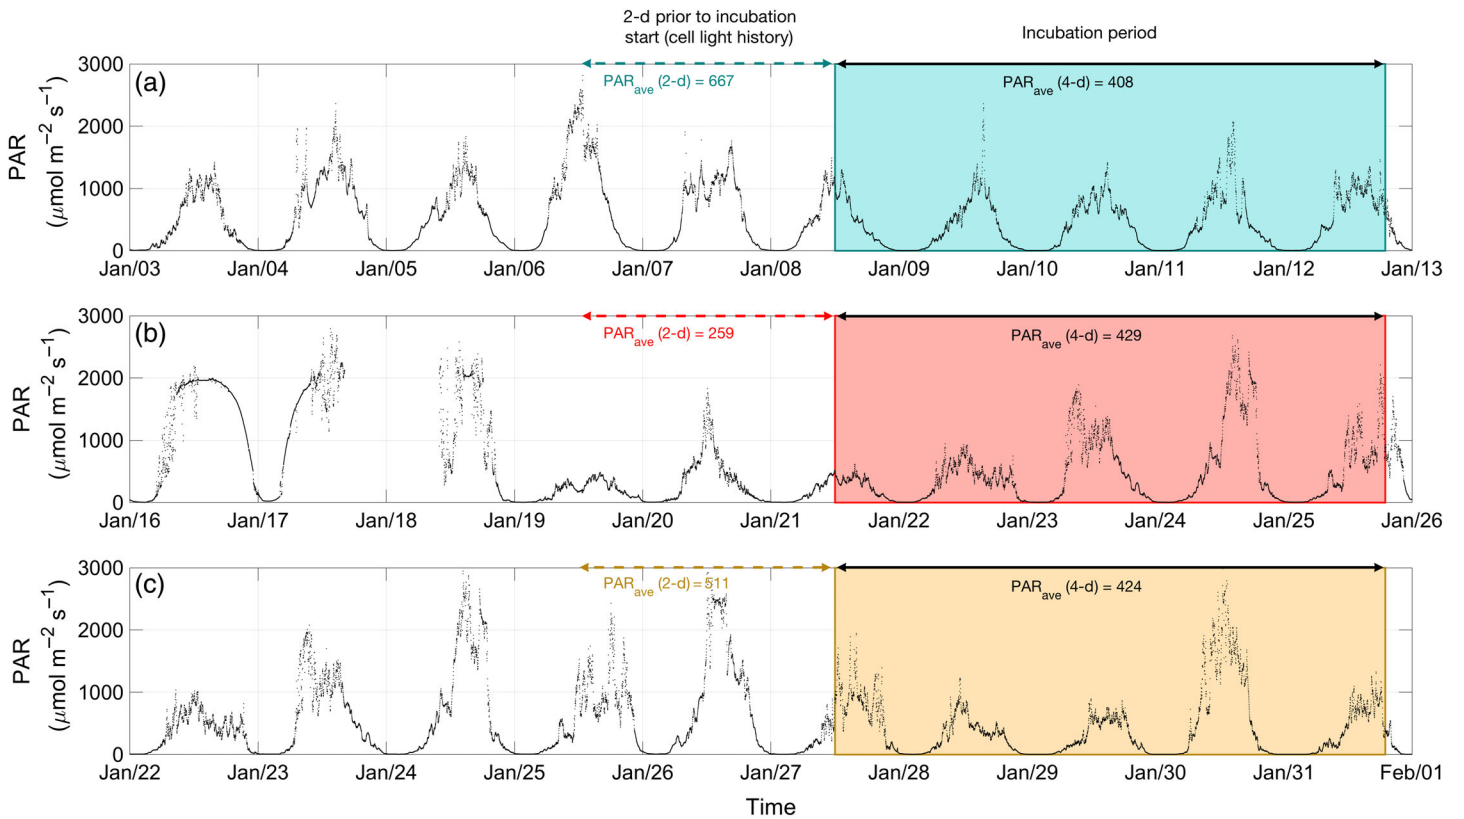 2-d prior to incubation
start (cell light history)
Incubation period
(a)
PARave (2-d) = 667
PARave (4-d) = 408
PAR
(μmol m−2 s−1)
3000
2000
1000
0
Jan/03 Jan/04 Jan/05 Jan/06 Jan/07 Jan/08 Jan/09 Jan/10 Jan/11 Jan/12 Jan/13
(b)
PARave (2-d) = 259
PARave (4-d) = 429
PAR
(μmol m−2 s−1)
3000
2000
1000
0
Jan/16 Jan/17 Jan/18 Jan/19 Jan/20 Jan/21 Jan/22 Jan/23 Jan/24 Jan/25 Jan/26
(c)
PARave (2-d) = 511
PARave (4-d) = 424
PAR
(μmol m−2 s−1)
3000
2000
1000
0
Jan/22 Jan/23 Jan/24 Jan/25 Jan/26 Jan/27 Jan/28 Jan/29 Jan/30 Jan/31 Feb/01
Time